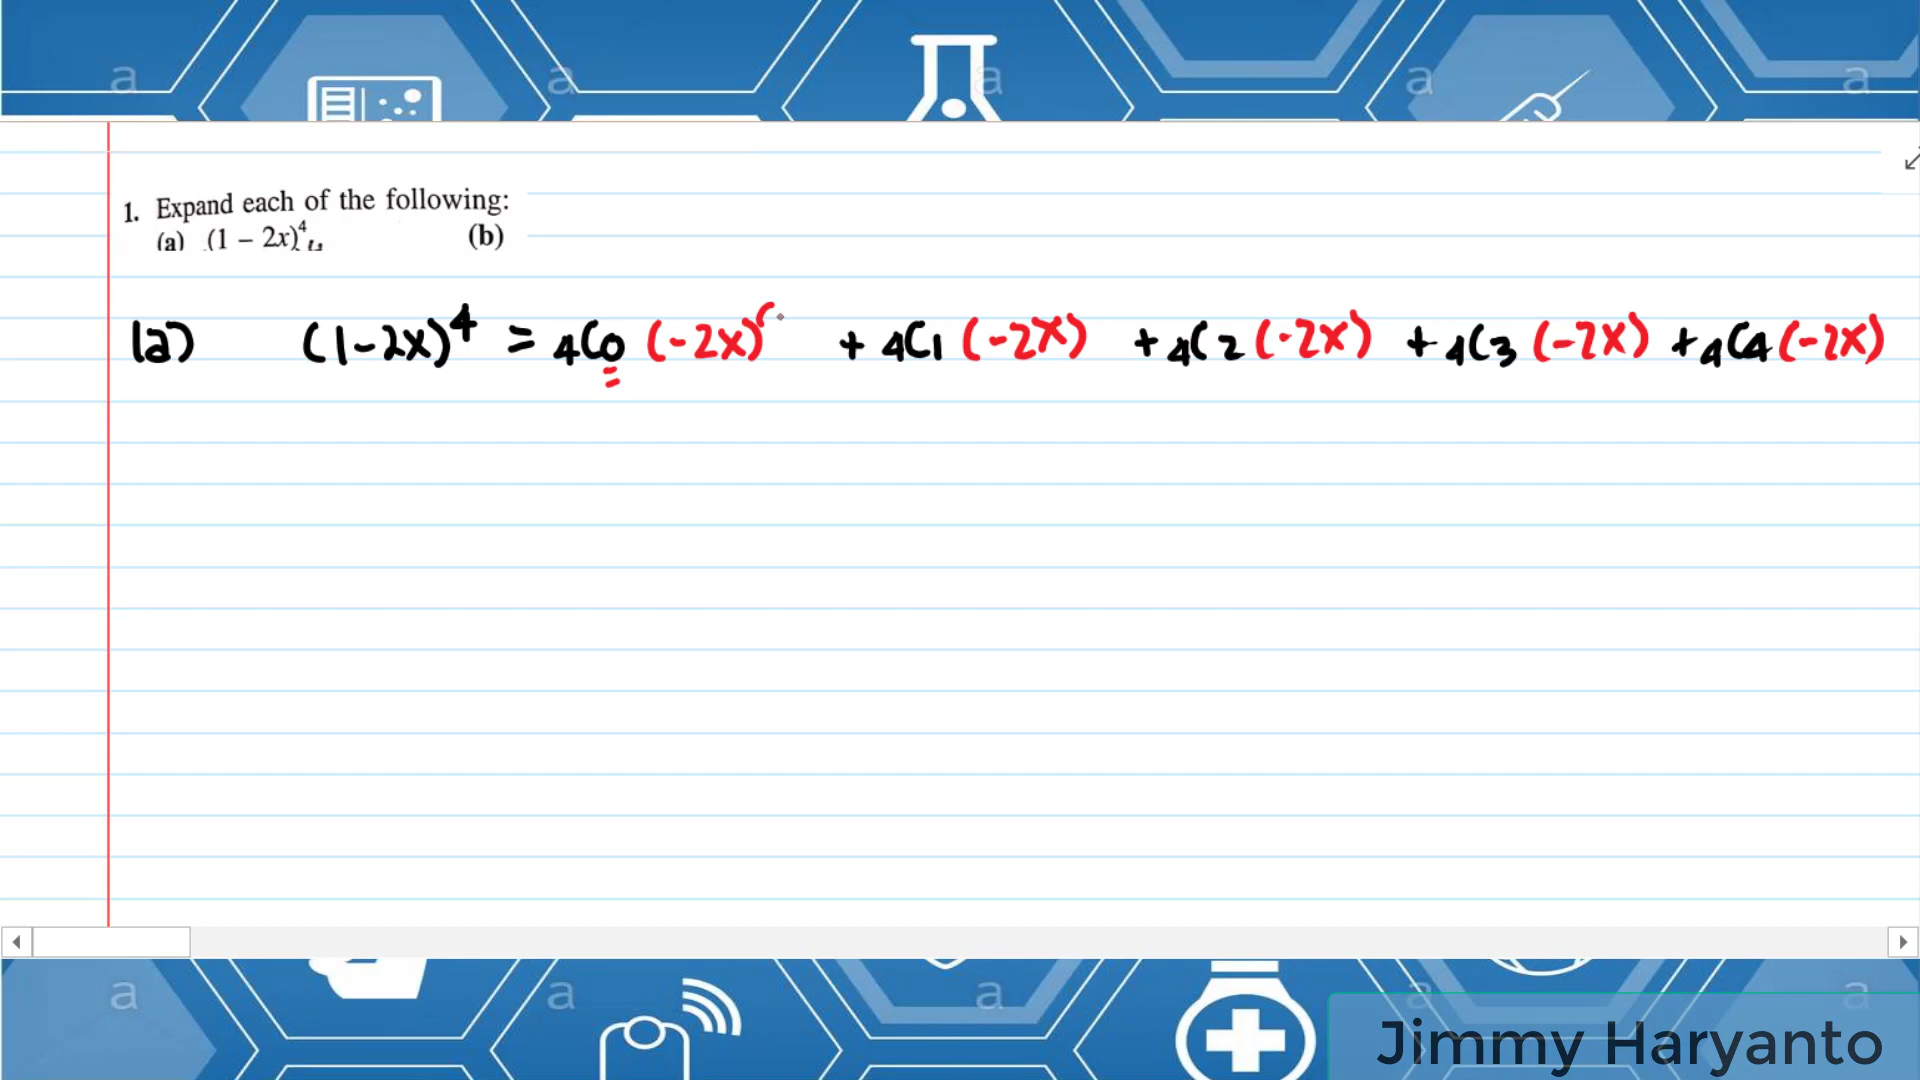 1. Expand each of the following:
(a) (1 – 2x)⁴ (b)
(a) (1-2x)⁴ = 4C0 (-2x) + 4C1 (-2x) + 4C2 (-2x) + 4C3 (-2x) + 4C4 (-2x)
Jimmy Haryanto